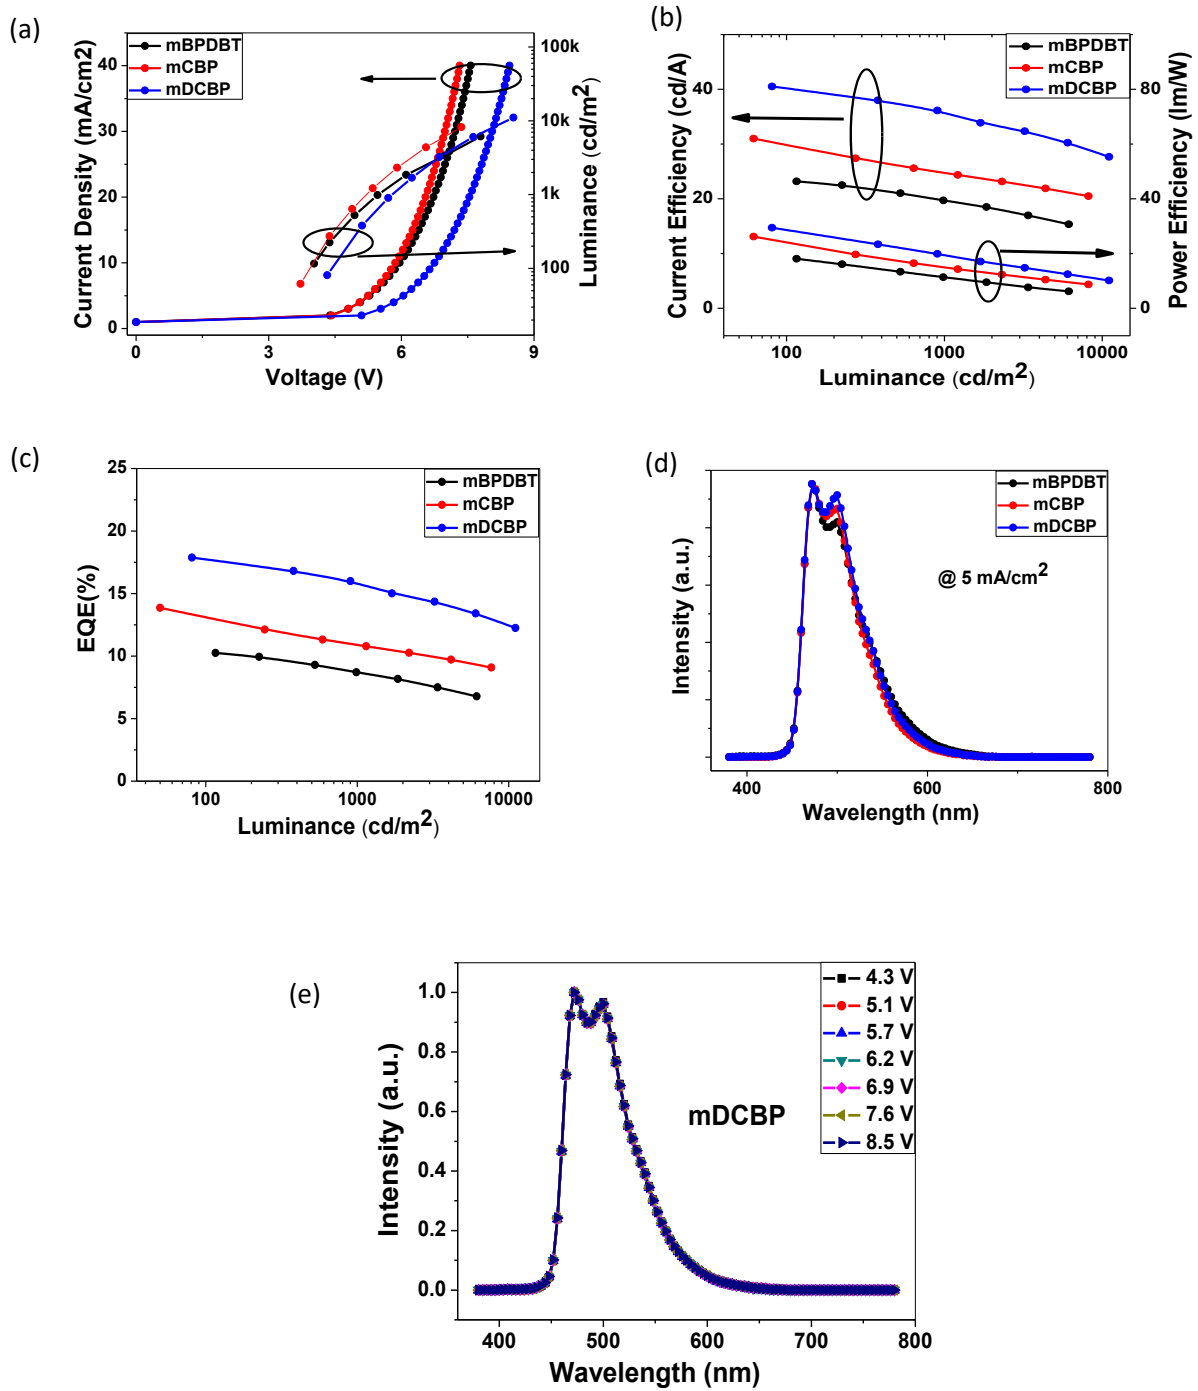 (a)
mBPDBT
mCBP
mDCBP
40
35
30
25
20
15
10
5
0
Current Density (mA/cm2)
100k
10k
1k
100
Luminance (cd/m2)
0
3
6
9
Voltage (V)
(b)
mBPDBT
mCBP
mDCBP
40
20
0
Current Efficiency (cd/A)
80
40
0
Power Efficiency (lm/W)
100
1000
10000
Luminance (cd/m2)
(c)
mBPDBT
mCBP
mDCBP
25
20
15
10
5
0
EQE(%)
100
1000
10000
Luminance (cd/m2)
(d)
mBPDBT
mCBP
mDCBP
@ 5 mA/cm2
Intensity (a.u.)
400
600
800
Wavelength (nm)
(e)
4.3 V
5.1 V
5.7 V
6.2 V
6.9 V
7.6 V
8.5 V
mDCBP
1.0
0.8
0.6
0.4
0.2
0.0
Intensity (a.u.)
400
500
600
700
800
Wavelength (nm)